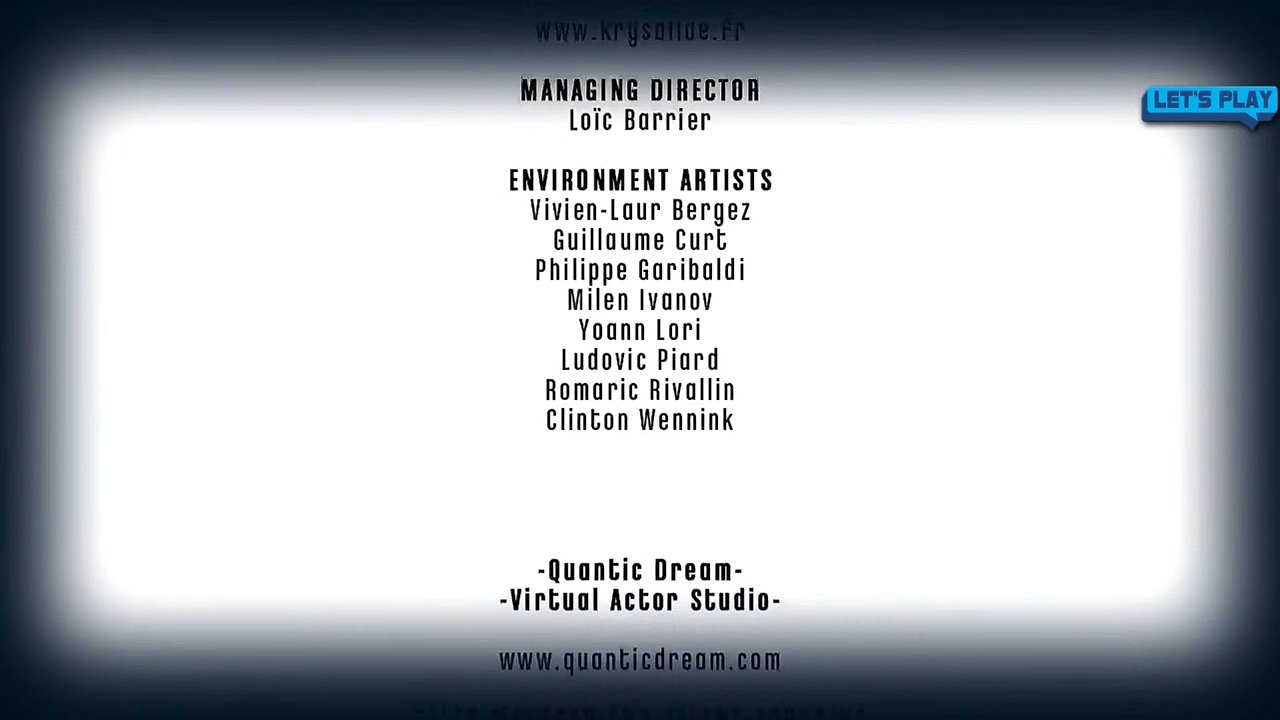 www.krysalide.fr
MANAGING DIRECTOR
Loïc Barrier
LET'S PLAY
ENVIRONMENT ARTISTS
Vivien-Laur Bergez
Guillaume Curt
Philippe Garibaldi
Milen Ivanov
Yoann Lori
Ludovic Piard
Romaric Rivallin
Clinton Wennink
-Quantic Dream-
-Virtual Actor Studio-
www.quanticdream.com